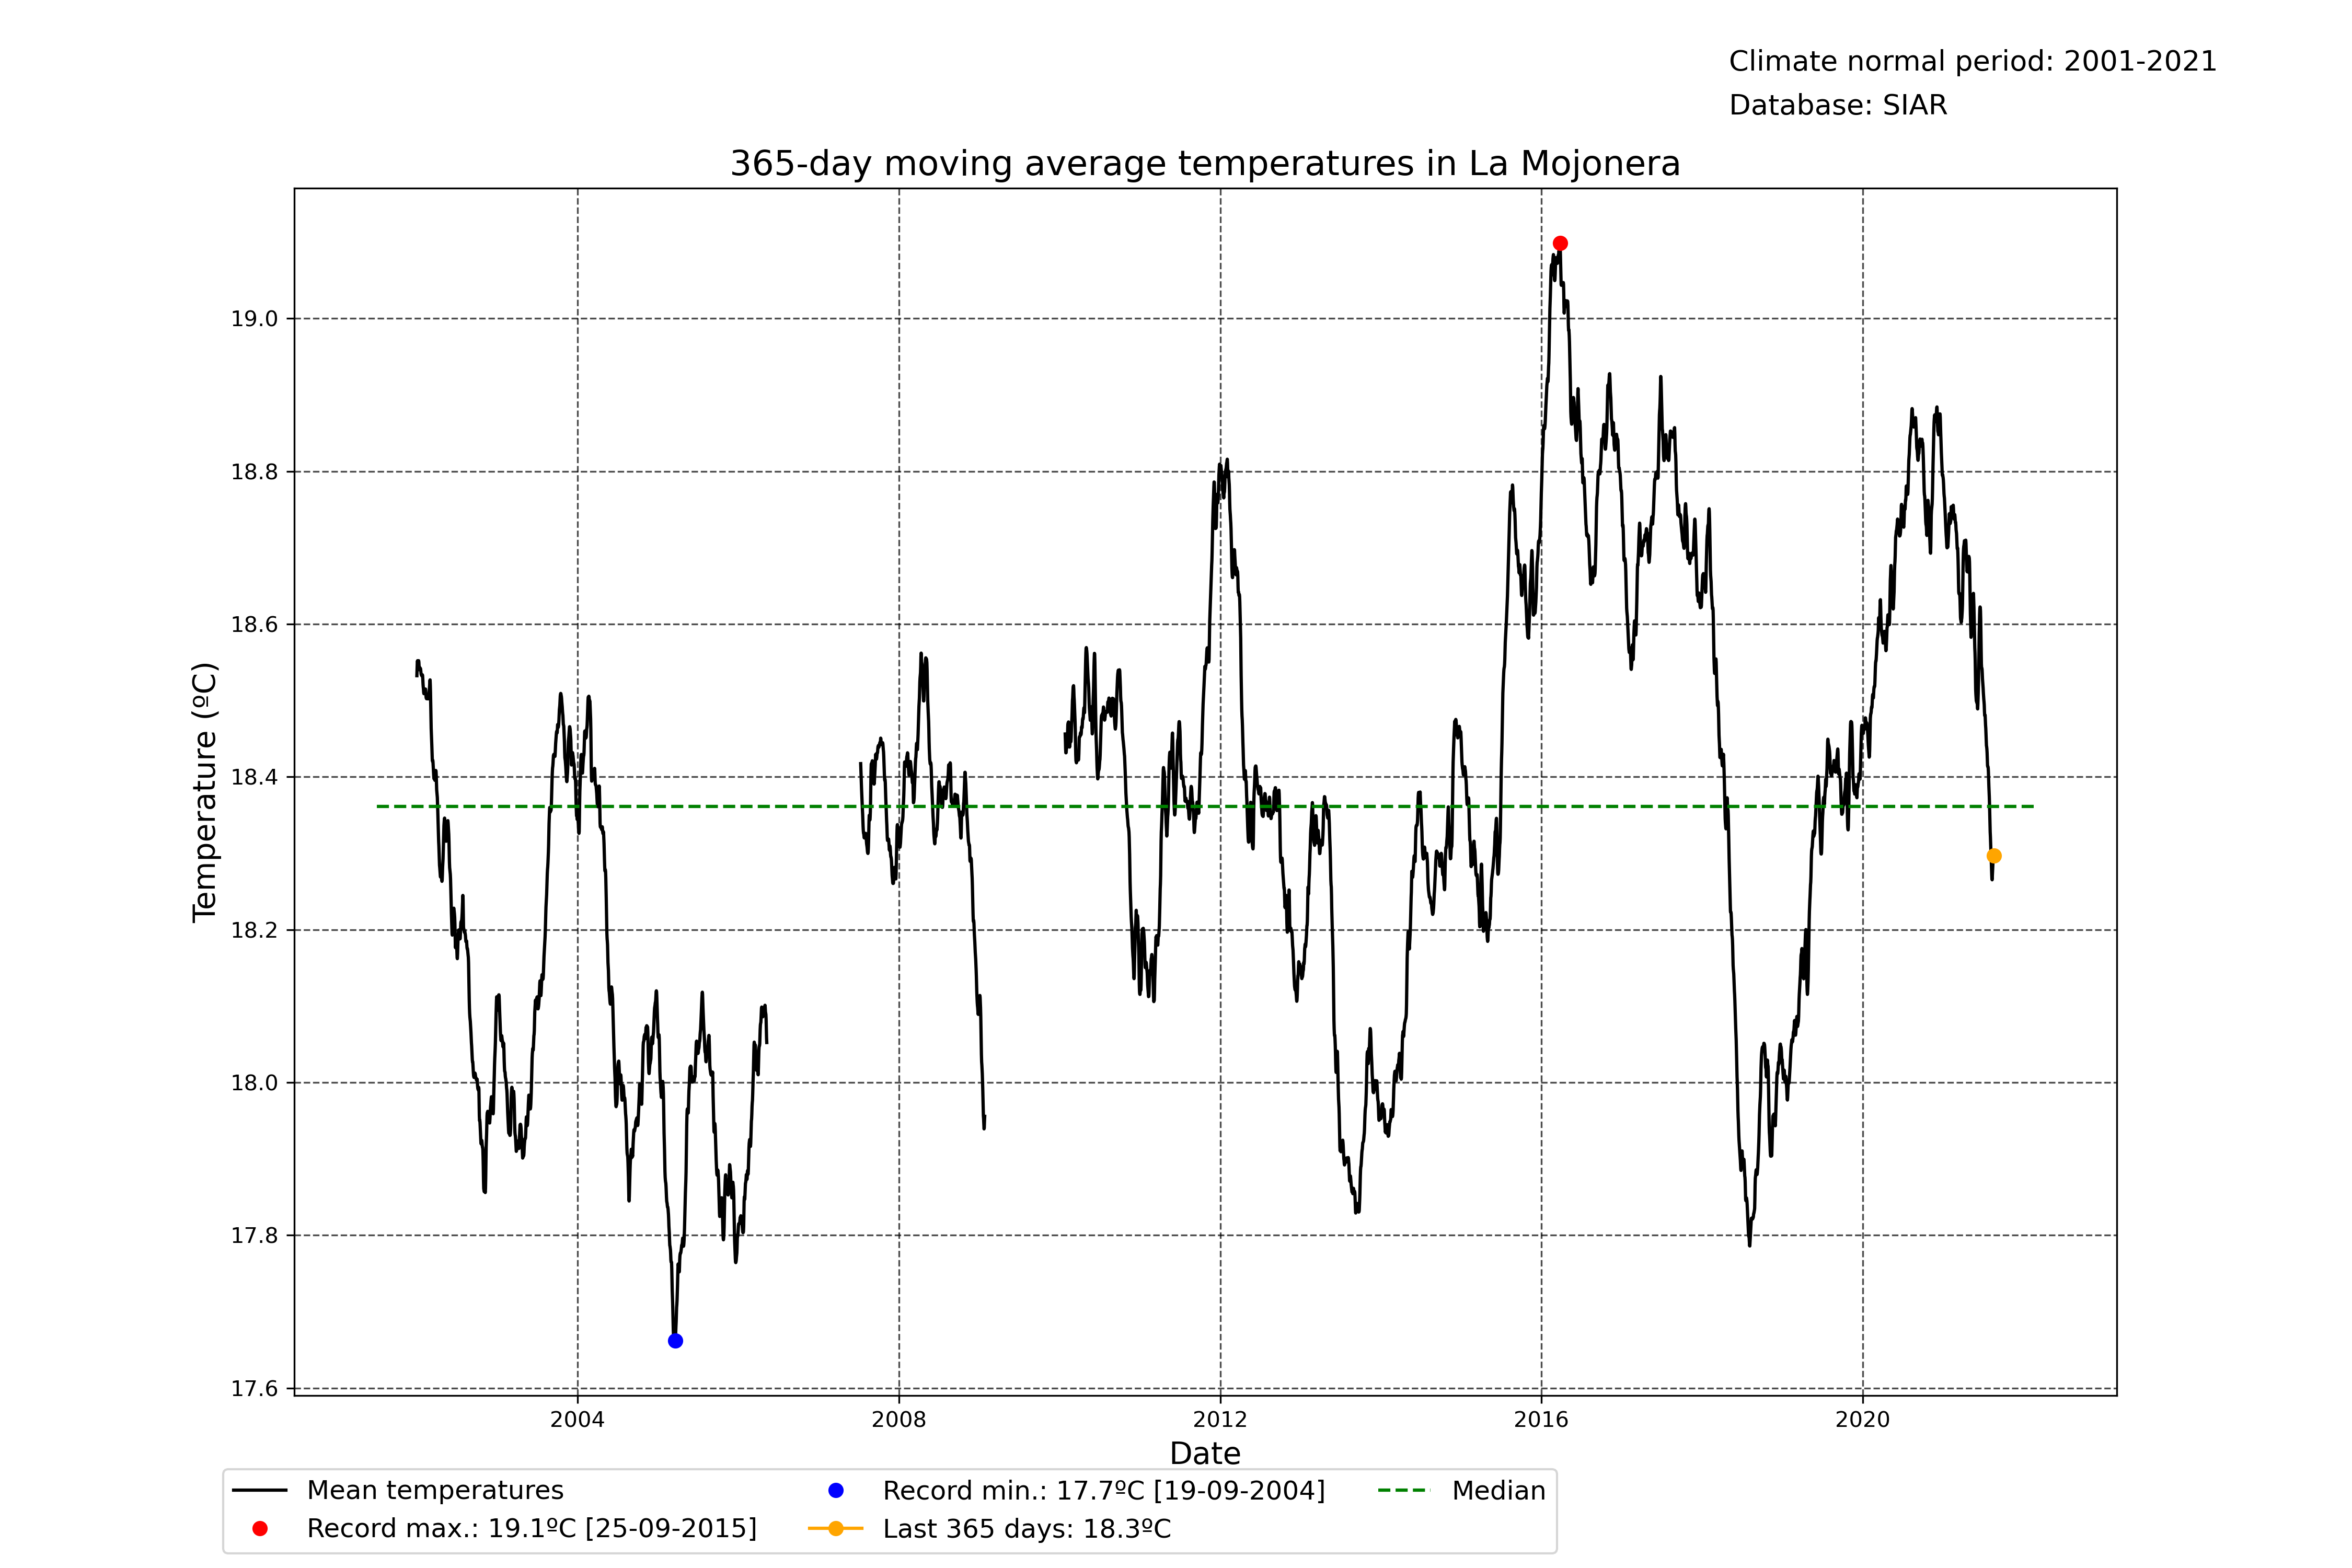 Climate normal period: 2001-2021
Database: SIAR
365-day moving average temperatures in La Mojonera
Temperature (ºC)
19.0
18.8
18.6
18.4
18.2
18.0
17.8
17.6
2004 2008 2012 2016 2020
Date
Mean temperatures Record min.: 17.7ºC [19-09-2004] Median
Record max.: 19.1ºC [25-09-2015] Last 365 days: 18.3ºC